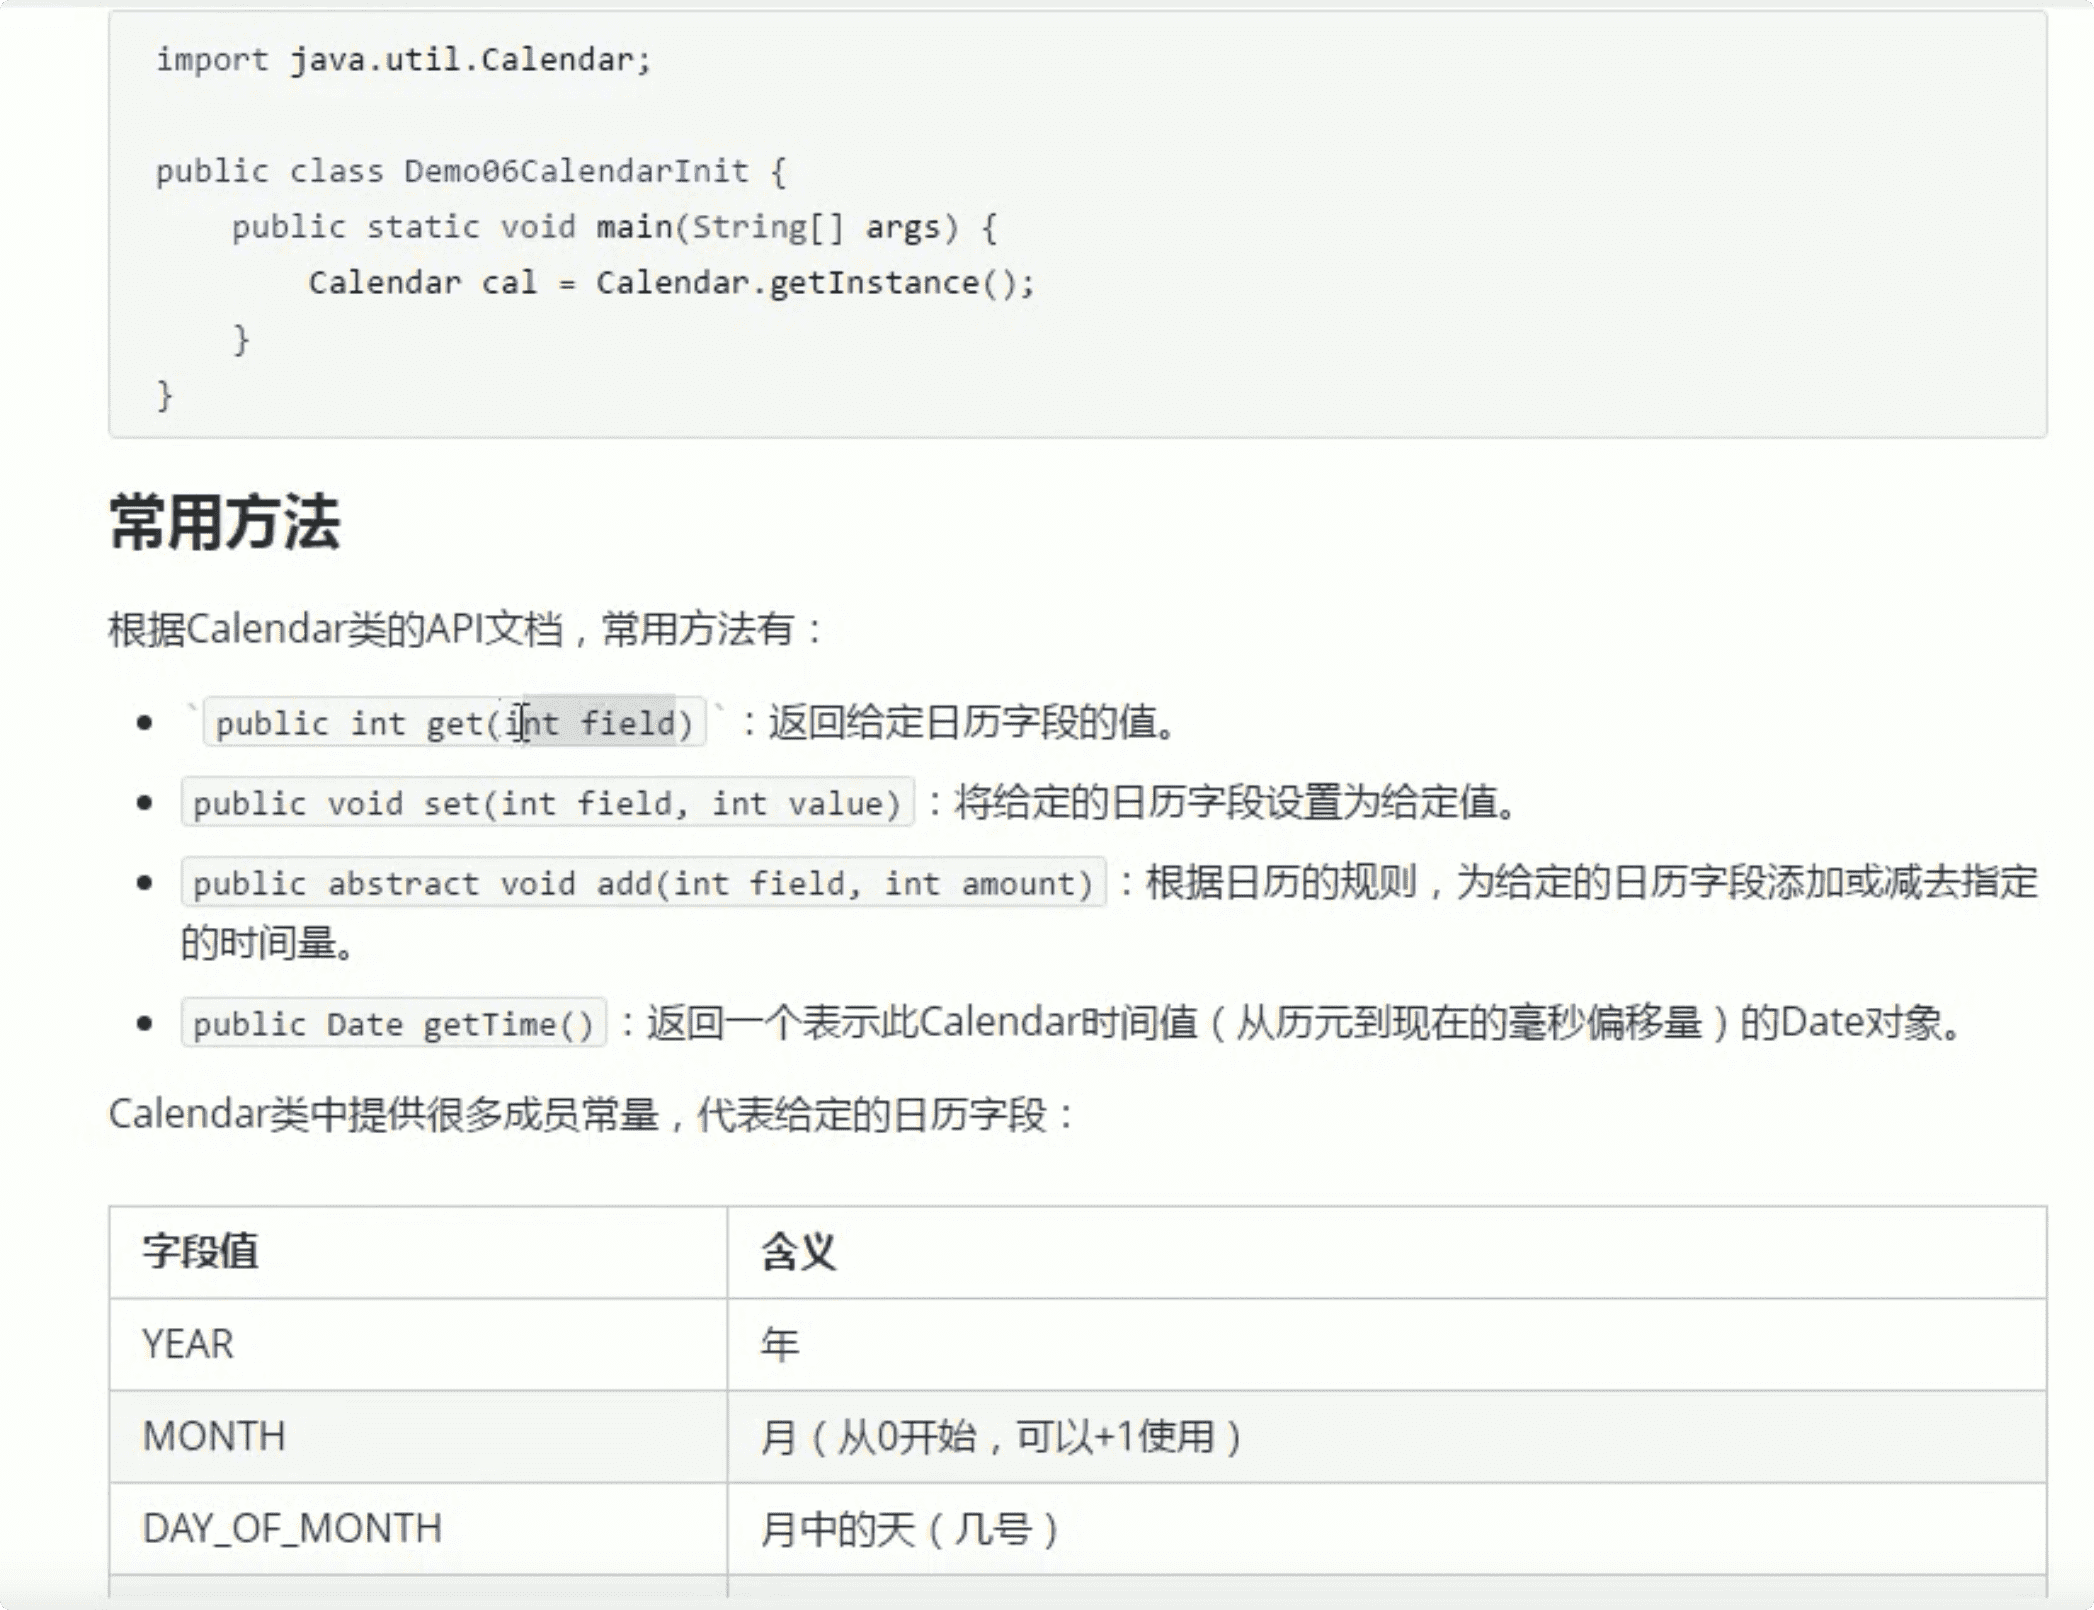 import java.util.Calendar;
public class Demo06CalendarInit {
public static void main(String[] args) {
Calendar cal = Calendar.getInstance();
}
}
常用方法
根据Calendar类的API文档，常用方法有：
` public int get(int field) ` ：返回给定日历字段的值。
public void set(int field, int value) ：将给定的日历字段设置为给定值。
public abstract void add(int field, int amount) ：根据日历的规则，为给定的日历字段添加或减去指定
的时间量。
public Date getTime() ：返回一个表示此Calendar时间值（从历元到现在的毫秒偏移量）的Date对象。
Calendar类中提供很多成员常量，代表给定的日历字段：
字段值 含义
YEAR 年
MONTH 月（从0开始，可以+1使用）
DAY_OF_MONTH 月中的天（几号）